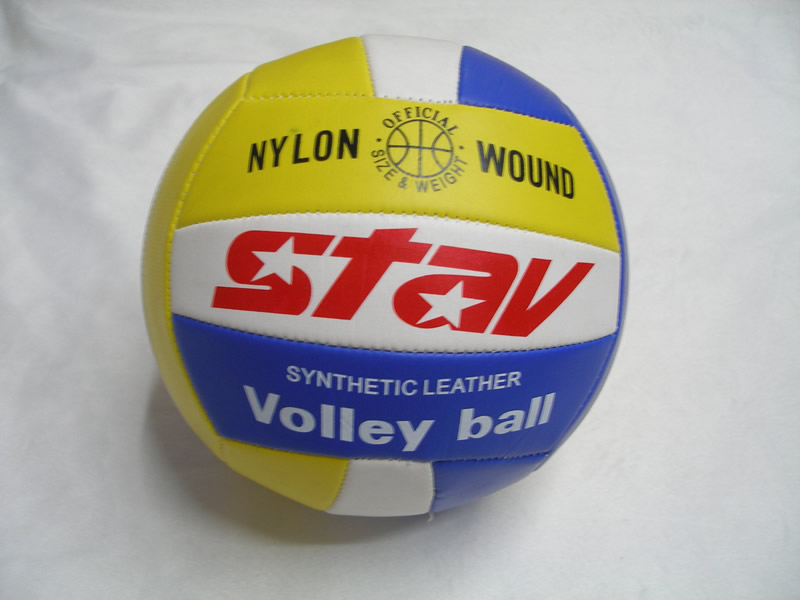 OFFICIAL
NYLON WOUND
SIZE & WEIGHT
stav
SYNTHETIC LEATHER
Volley ball